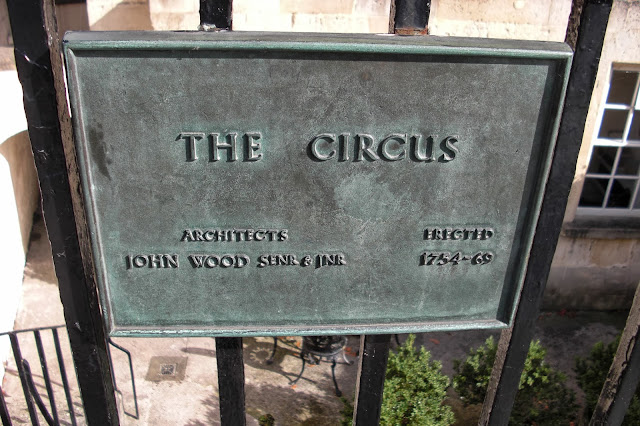 THE CIRCUS
ARCHITECTS
JOHN WOOD SENR & JNR
ERECTED
1754-69